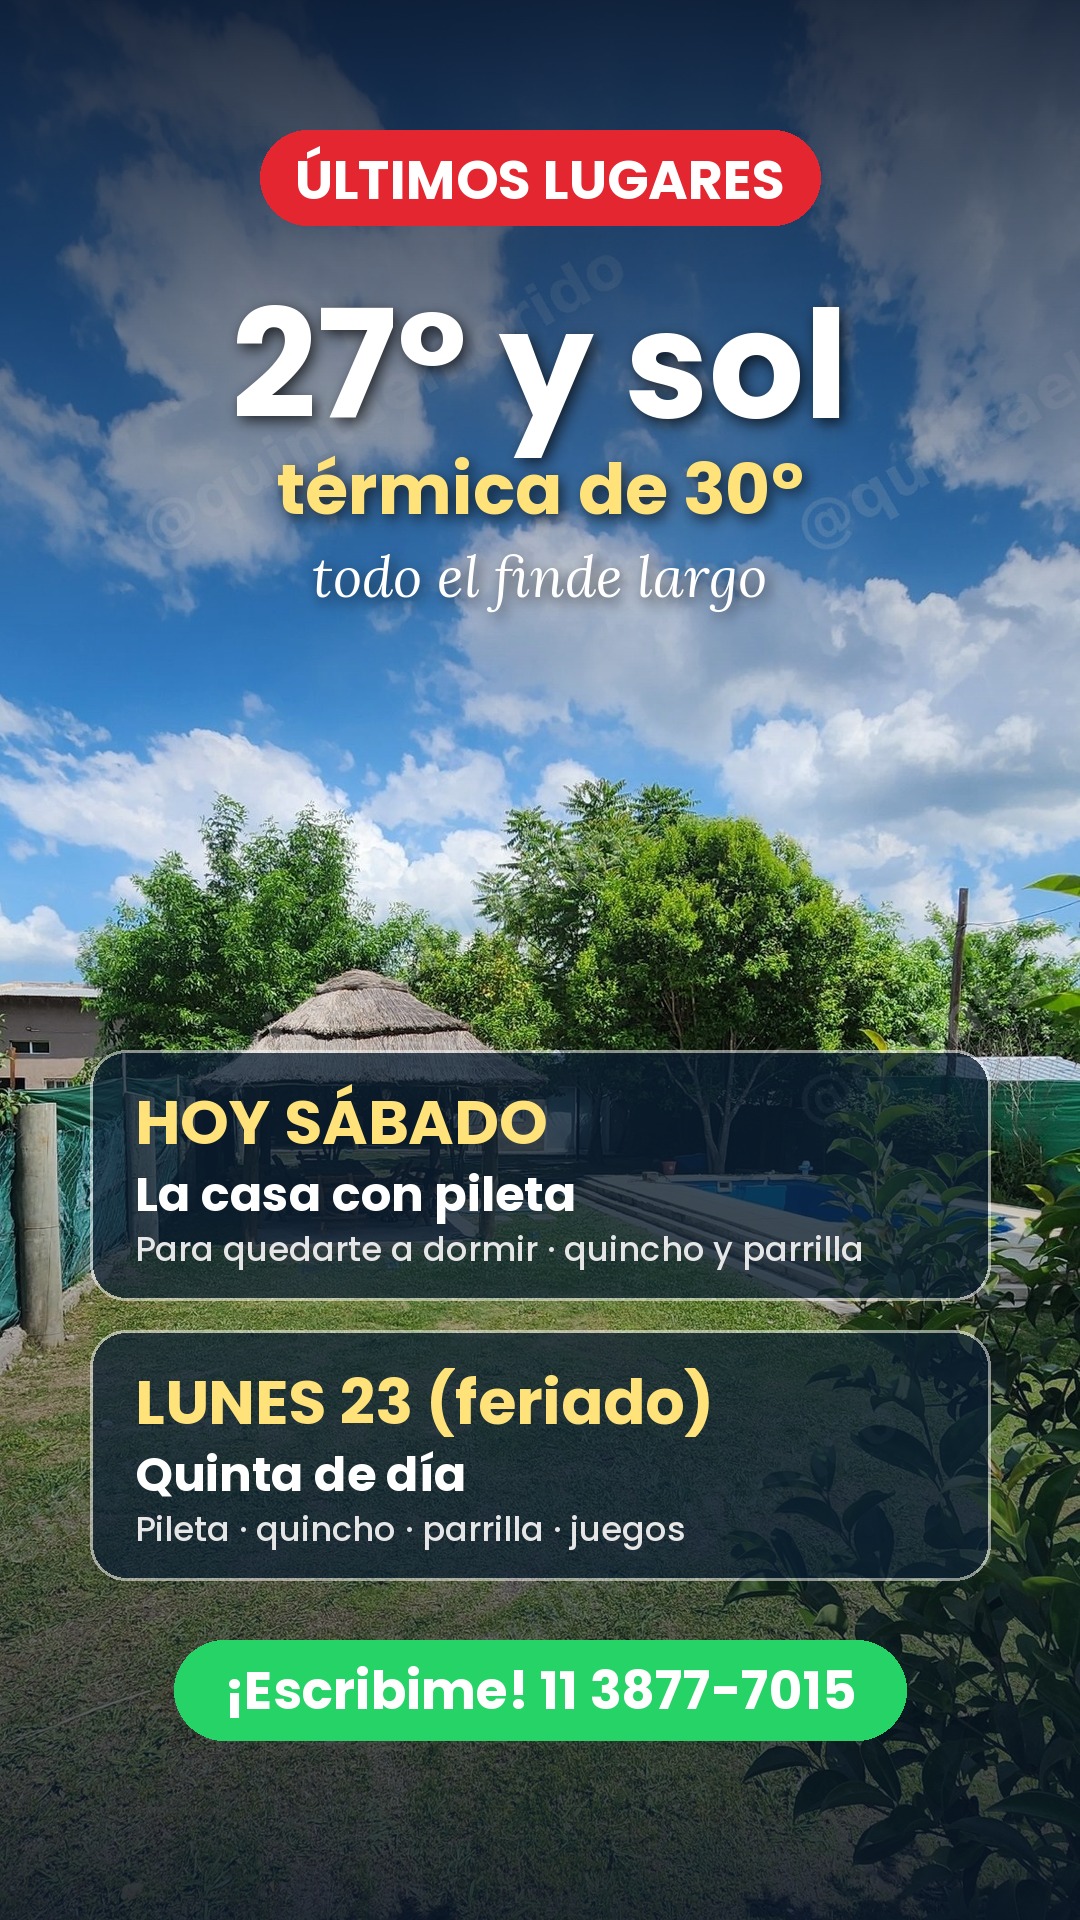 ÚLTIMOS LUGARES
27° y sol
térmica de 30°
todo el finde largo
HOY SÁBADO
La casa con pileta
Para quedarte a dormir · quincho y parrilla
LUNES 23 (feriado)
Quinta de día
Pileta · quincho · parrilla · juegos
¡Escribime! 11 3877-7015